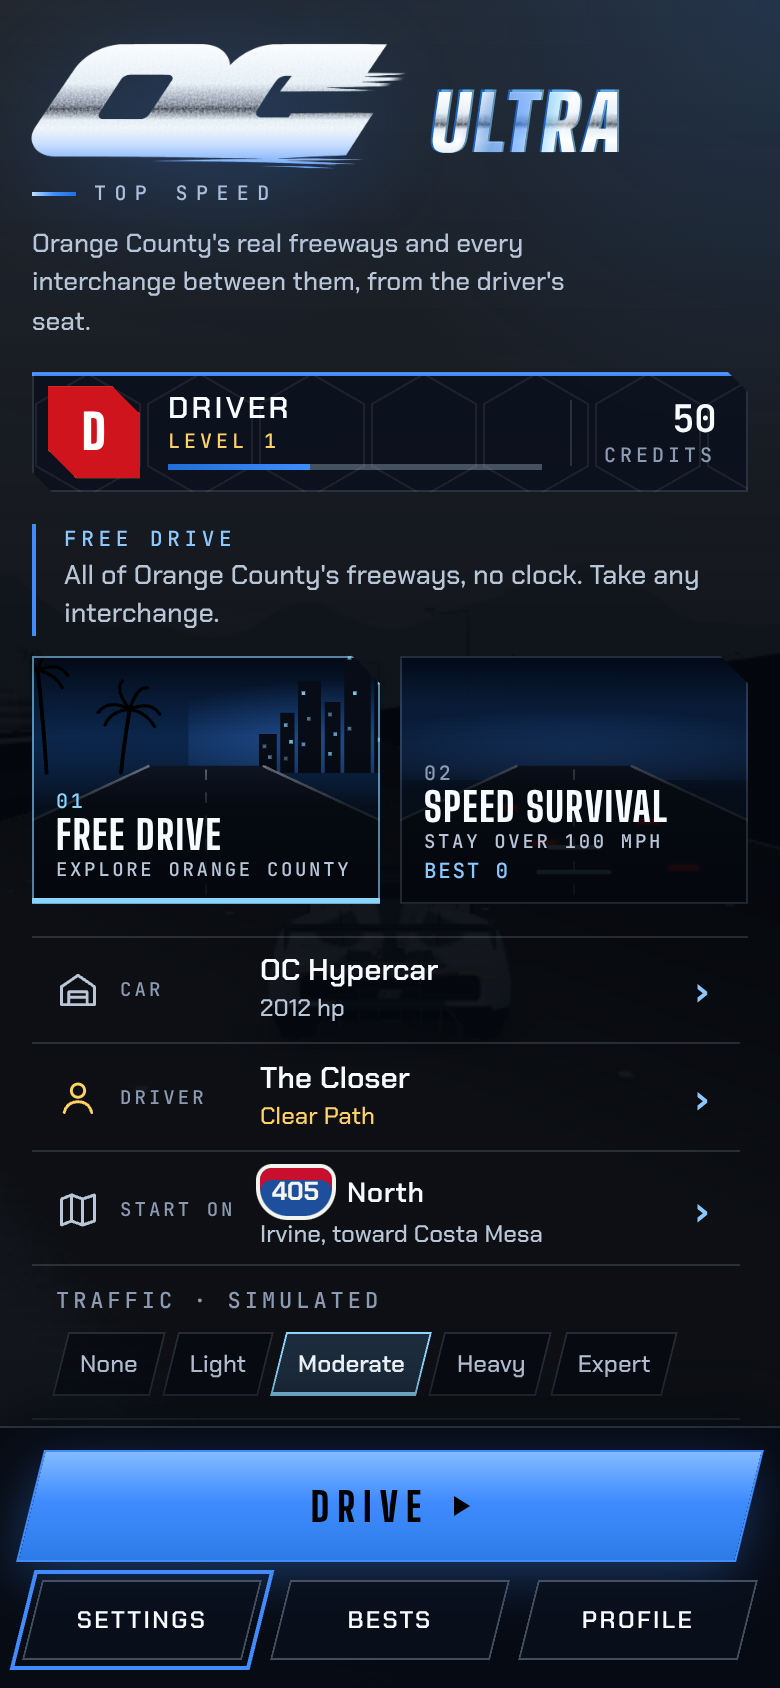 OC ULTRA
TOP SPEED
Orange County's real freeways and every
interchange between them, from the driver's
seat.
D
DRIVER
LEVEL 1
50
CREDITS
FREE DRIVE
All of Orange County's freeways, no clock. Take any
interchange.
01
FREE DRIVE
EXPLORE ORANGE COUNTY
02
SPEED SURVIVAL
STAY OVER 100 MPH
BEST 0
CAR
OC Hypercar
2012 hp
DRIVER
The Closer
Clear Path
START ON
405 North
Irvine, toward Costa Mesa
TRAFFIC · SIMULATED
None Light Moderate Heavy Expert
DRIVE
SETTINGS BESTS PROFILE